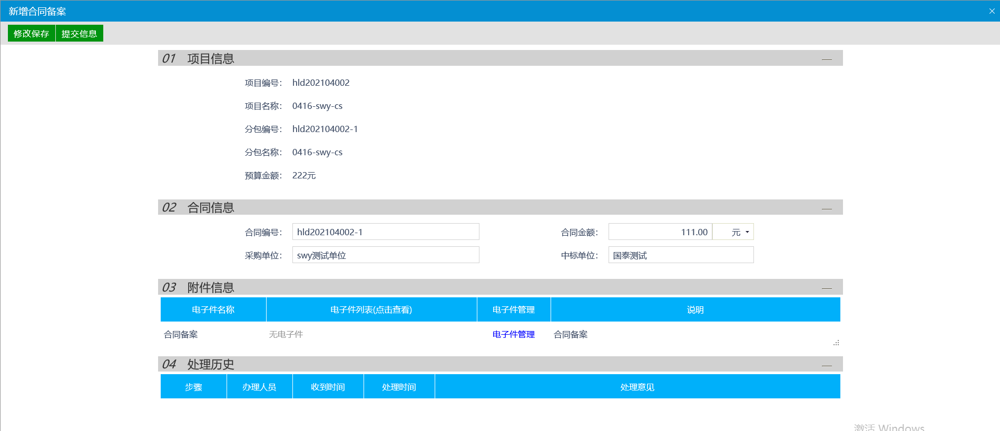 新增合同备案
修改保存 提交信息
01 项目信息
项目编号： hld202104002
项目名称： 0416-swy-cs
分包编号： hld202104002-1
分包名称： 0416-swy-cs
预算金额： 222元
02 合同信息
合同编号： hld202104002-1 合同金额： 111.00 元
采购单位： swy测试单位 中标单位： 国泰测试
03 附件信息
电子件名称 电子件列表(点击查看) 电子件管理 说明
合同备案 无电子件 电子件管理 合同备案
04 处理历史
步骤 办理人员 收到时间 处理时间 处理意见
激活 Windows